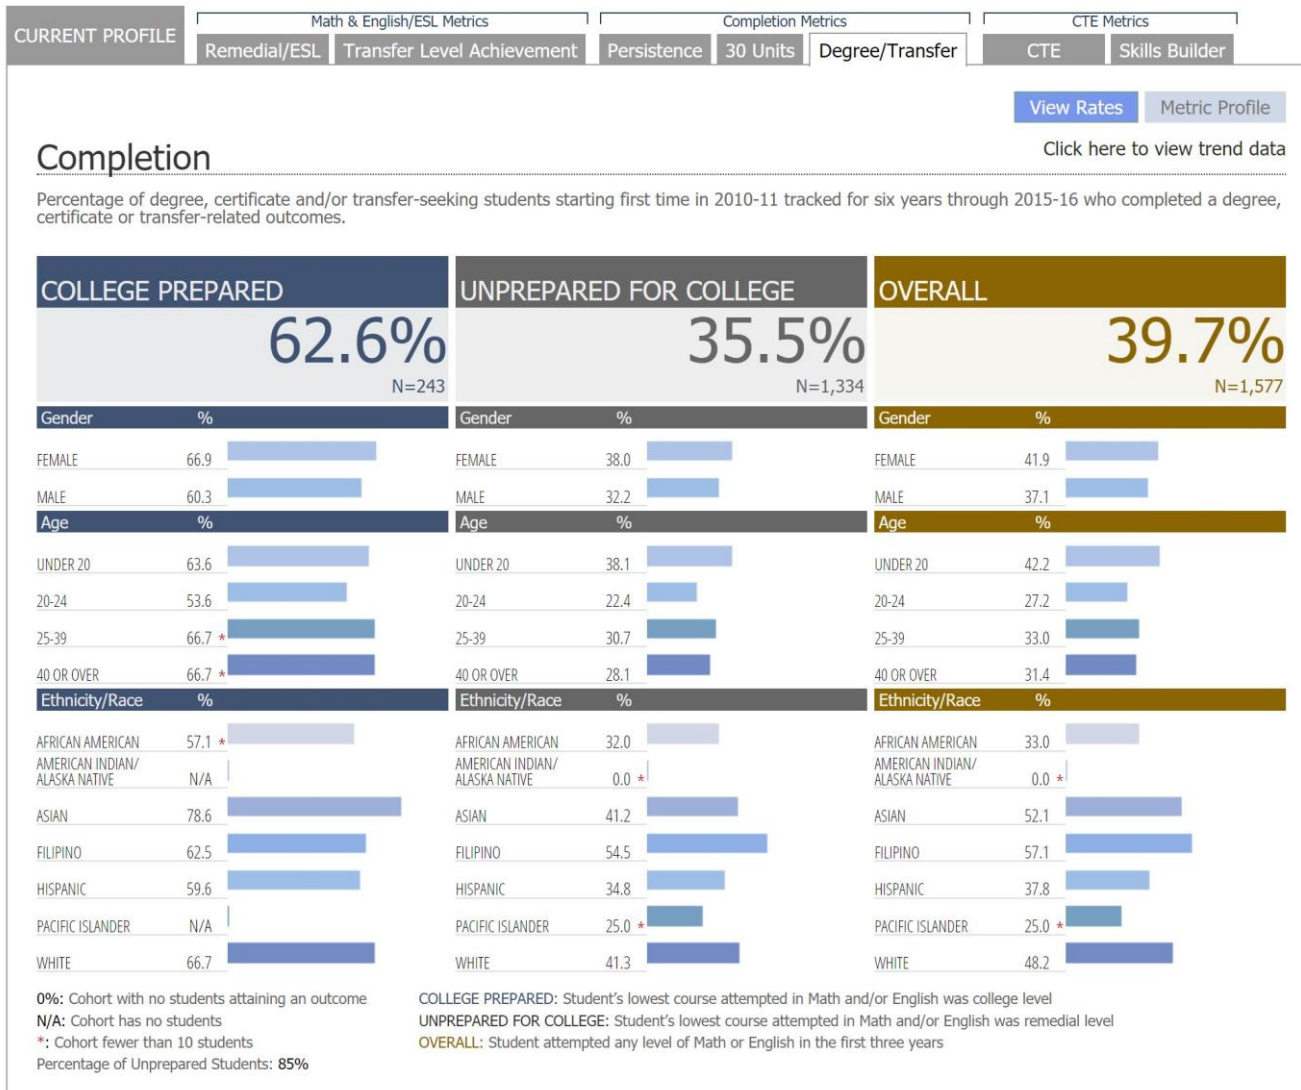 CURRENT PROFILE
Math & English/ESL Metrics
Completion Metrics
CTE Metrics
Remedial/ESL
Transfer Level Achievement
Persistence
30 Units
Degree/Transfer
CTE
Skills Builder
View Rates
Metric Profile
Completion
Click here to view trend data
Percentage of degree, certificate and/or transfer-seeking students starting first time in 2010-11 tracked for six years through 2015-16 who completed a degree,
certificate or transfer-related outcomes.
COLLEGE PREPARED
62.6%
N=243
Gender %
FEMALE 66.9
MALE 60.3
Age %
UNDER 20 63.6
20-24 53.6
25-39 66.7 *
40 OR OVER 66.7 *
Ethnicity/Race %
AFRICAN AMERICAN 57.1 *
AMERICAN INDIAN/
ALASKA NATIVE N/A
ASIAN 78.6
FILIPINO 62.5
HISPANIC 59.6
PACIFIC ISLANDER N/A
WHITE 66.7
UNPREPARED FOR COLLEGE
35.5%
N=1,334
Gender %
FEMALE 38.0
MALE 32.2
Age %
UNDER 20 38.1
20-24 22.4
25-39 30.7
40 OR OVER 28.1
Ethnicity/Race %
AFRICAN AMERICAN 32.0
AMERICAN INDIAN/
ALASKA NATIVE 0.0 *
ASIAN 41.2
FILIPINO 54.5
HISPANIC 34.8
PACIFIC ISLANDER 25.0 *
WHITE 41.3
OVERALL
39.7%
N=1,577
Gender %
FEMALE 41.9
MALE 37.1
Age %
UNDER 20 42.2
20-24 27.2
25-39 33.0
40 OR OVER 31.4
Ethnicity/Race %
AFRICAN AMERICAN 33.0
AMERICAN INDIAN/
ALASKA NATIVE 0.0 *
ASIAN 52.1
FILIPINO 57.1
HISPANIC 37.8
PACIFIC ISLANDER 25.0 *
WHITE 48.2
0%: Cohort with no students attaining an outcome
N/A: Cohort has no students
*: Cohort fewer than 10 students
Percentage of Unprepared Students: 85%
COLLEGE PREPARED: Student's lowest course attempted in Math and/or English was college level
UNPREPARED FOR COLLEGE: Student's lowest course attempted in Math and/or English was remedial level
OVERALL: Student attempted any level of Math or English in the first three years